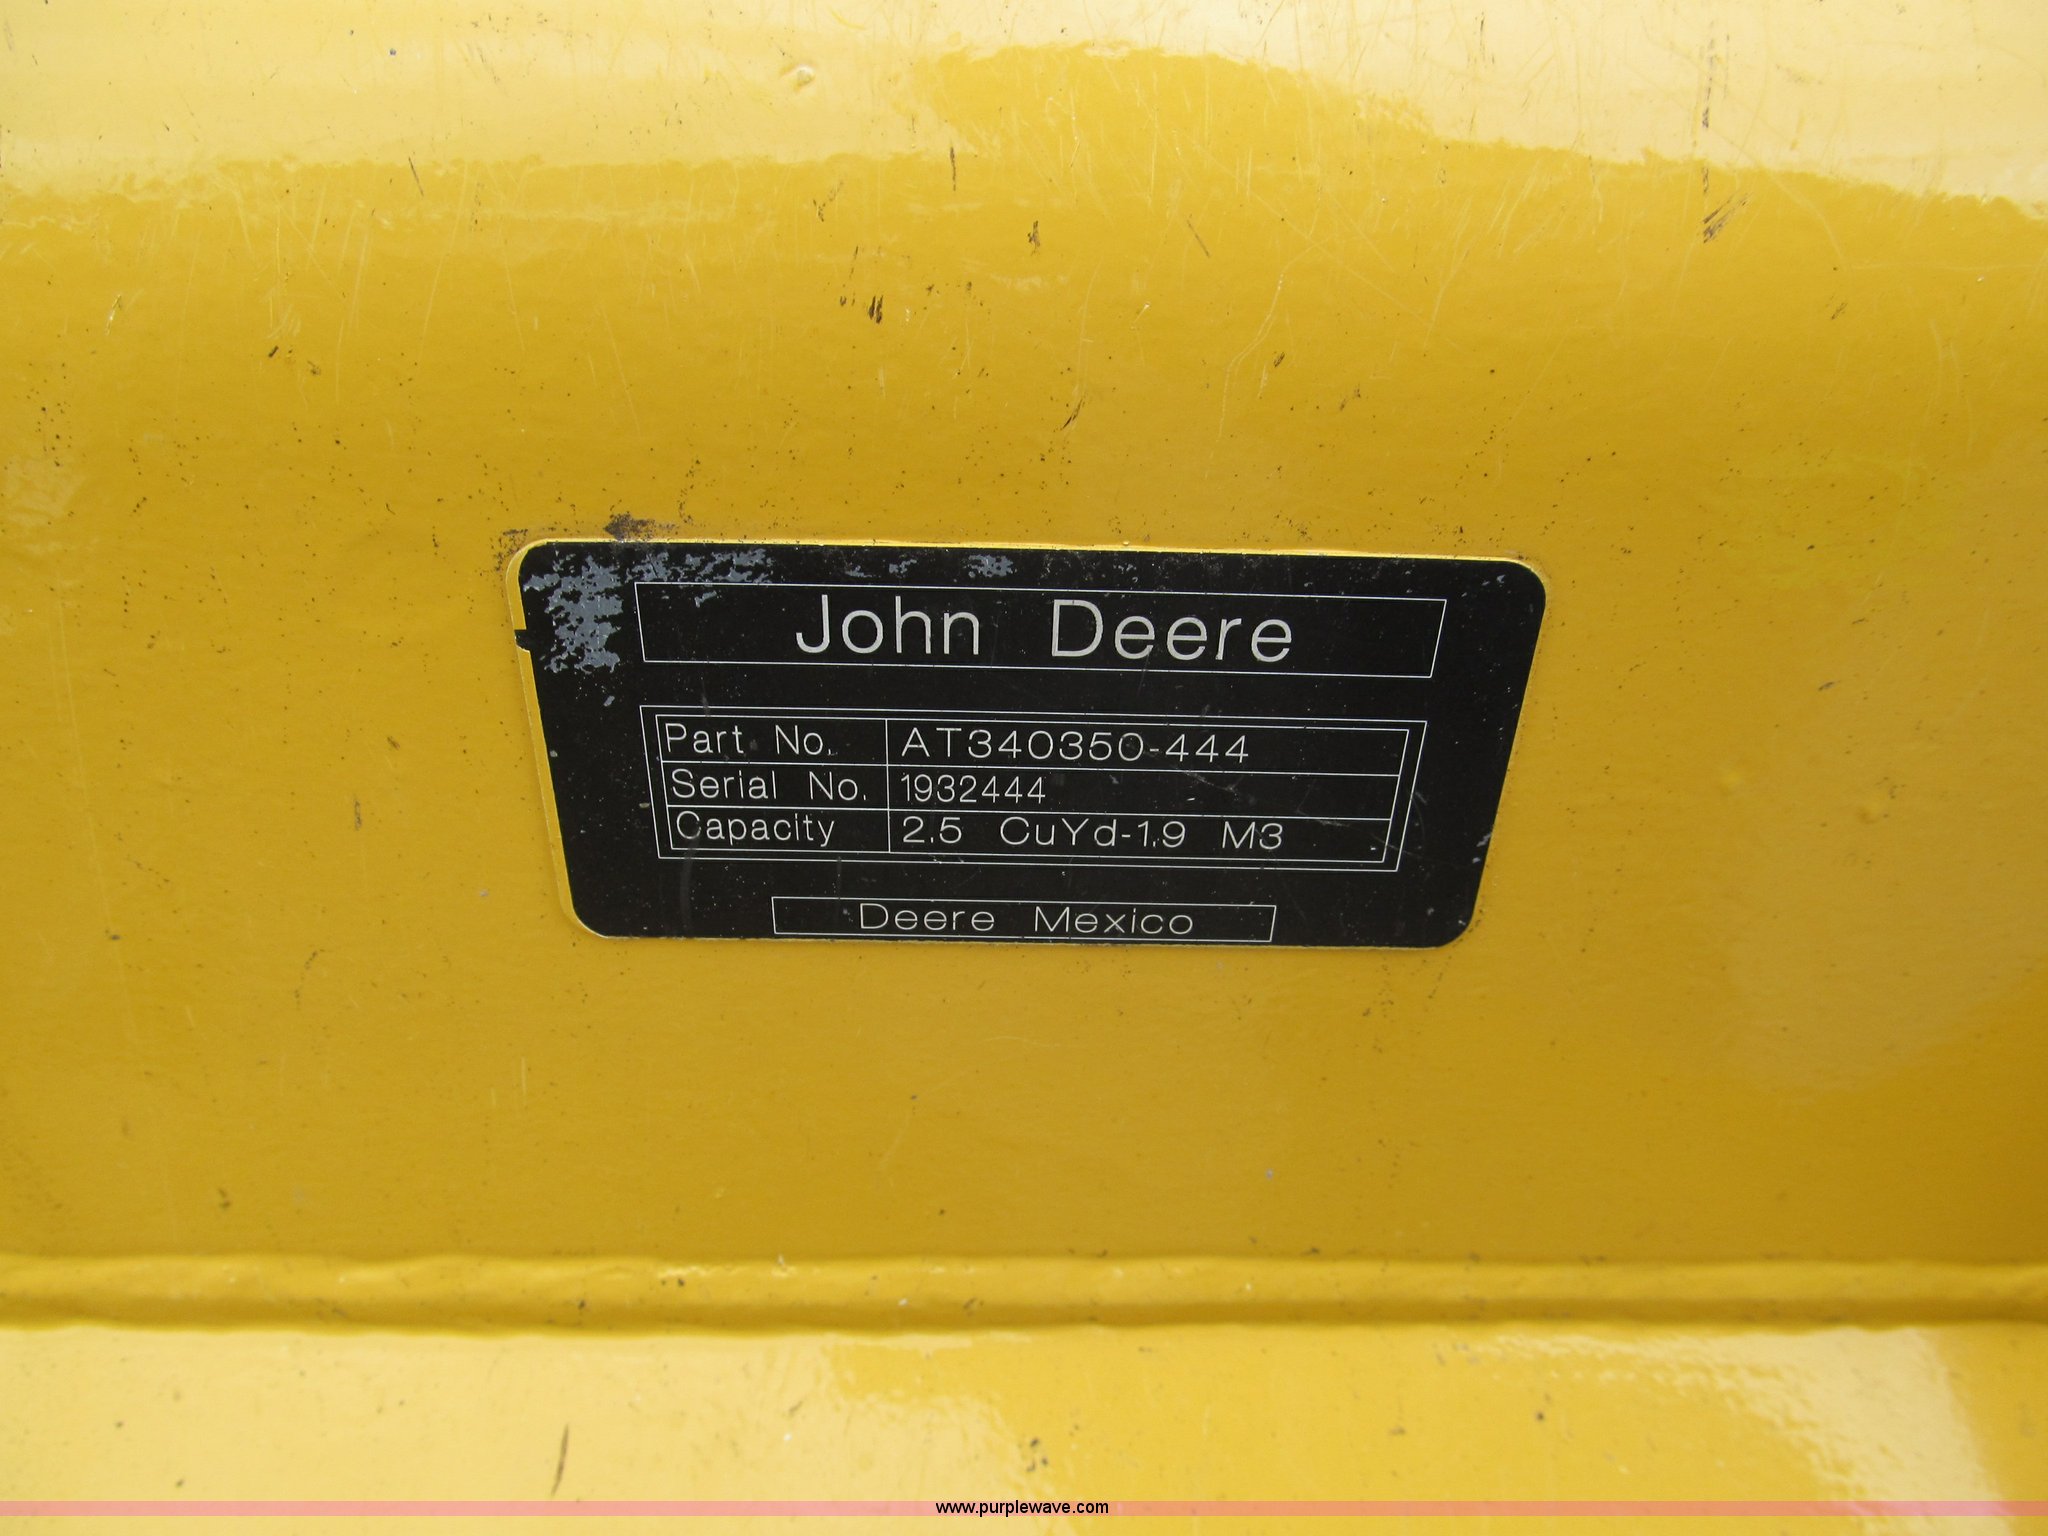 John Deere
Part No. AT340350-444
Serial No. 1932444
Capacity 2.5 CuYd-1.9 M3
Deere Mexico
www.purplewave.com